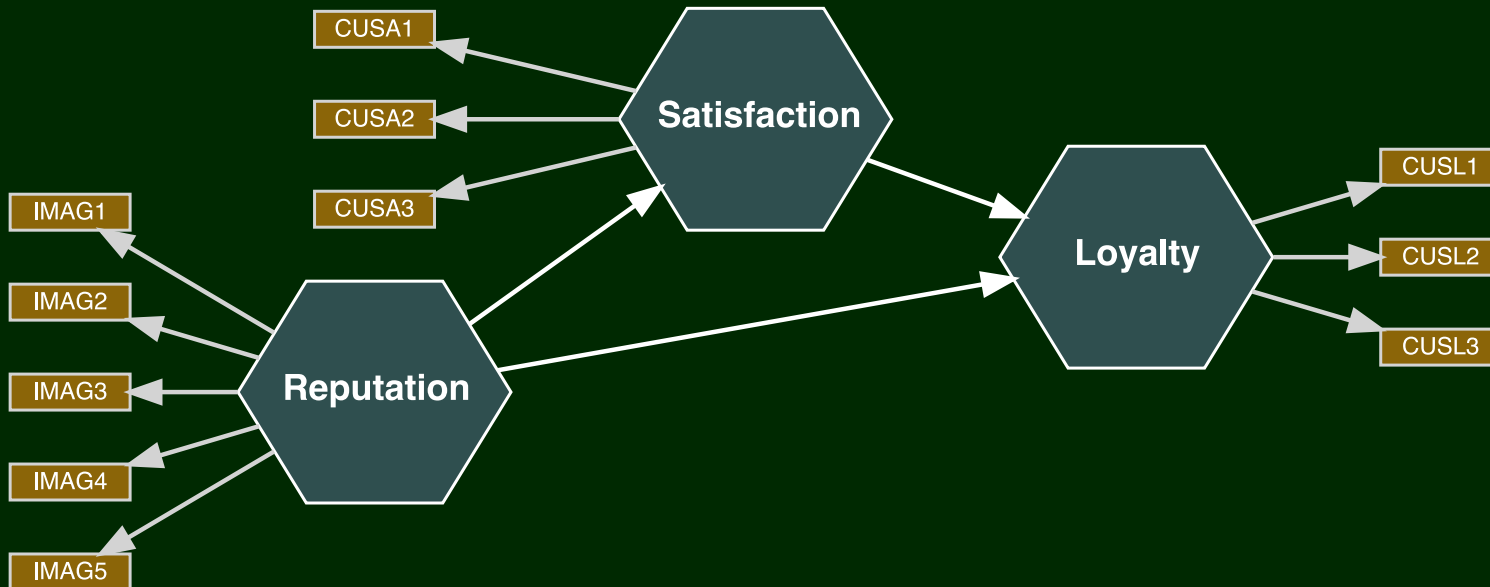 CUSA1
CUSA2
CUSA3
Satisfaction
IMAG1
IMAG2
IMAG3
IMAG4
IMAG5
Reputation
Loyalty
CUSL1
CUSL2
CUSL3